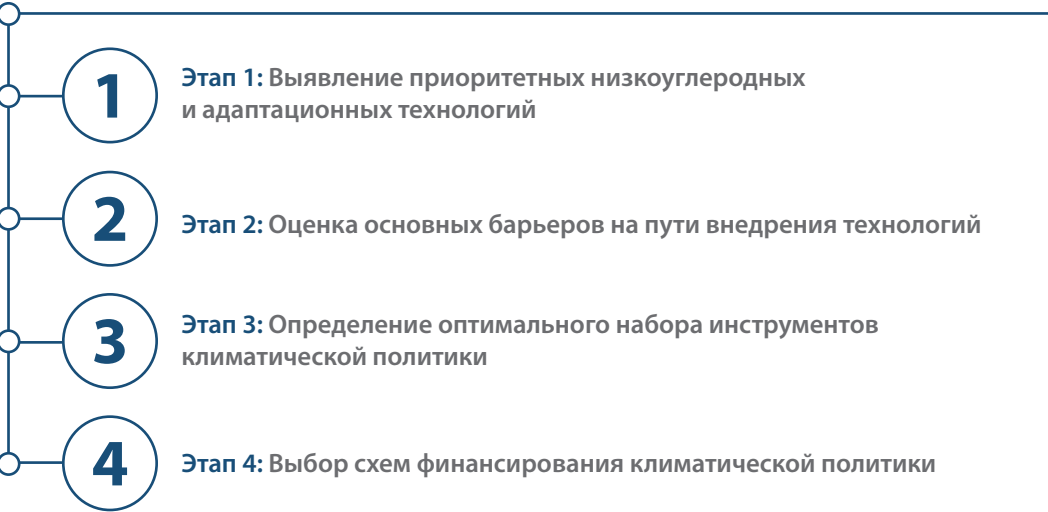 1
Этап 1: Выявление приоритетных низкоуглеродных
и адаптационных технологий
2
Этап 2: Оценка основных барьеров на пути внедрения технологий
3
Этап 3: Определение оптимального набора инструментов
климатической политики
4
Этап 4: Выбор схем финансирования климатической политики